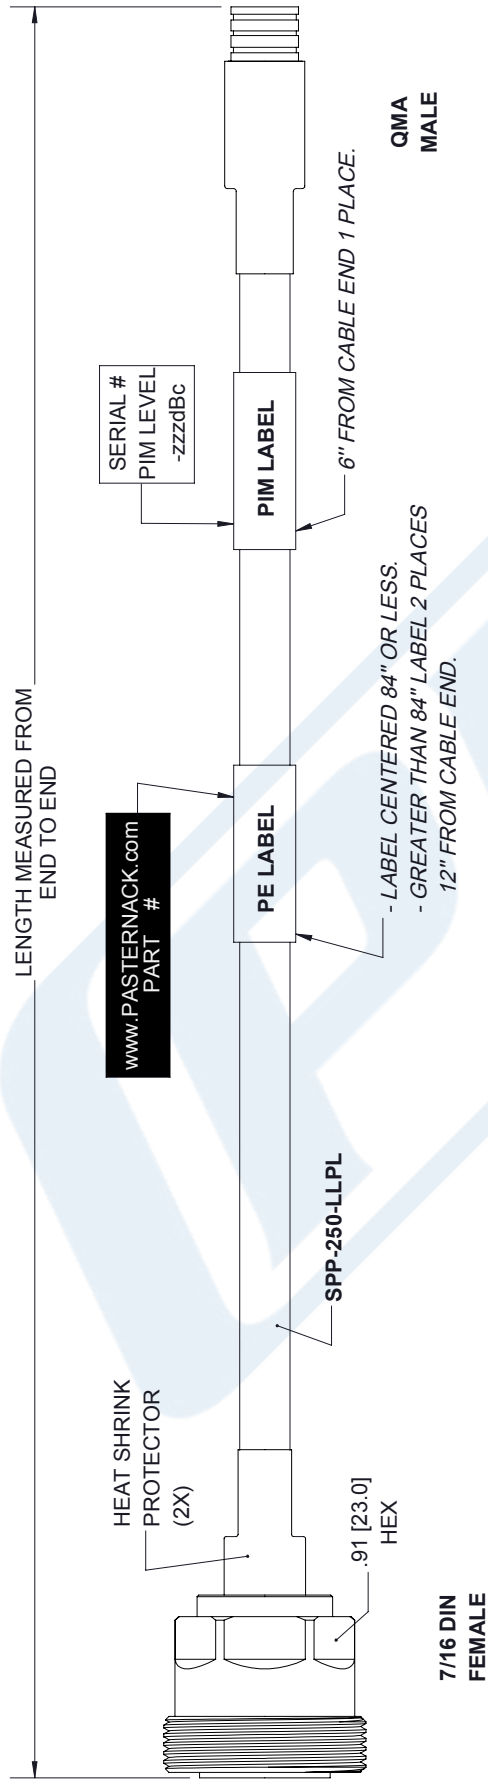 LENGTH MEASURED FROM
END TO END
HEAT SHRINK
PROTECTOR
(2X)
www.PASTERNACK.com
PART #
SERIAL #
PIM LEVEL
-zzzdBc
PE LABEL
PIM LABEL
SPP-250-LLPL
.91 [23.0]
HEX
- LABEL CENTERED 84" OR LESS.
- GREATER THAN 84" LABEL 2 PLACES
12" FROM CABLE END.
6" FROM CABLE END 1 PLACE.
7/16 DIN
FEMALE
QMA
MALE